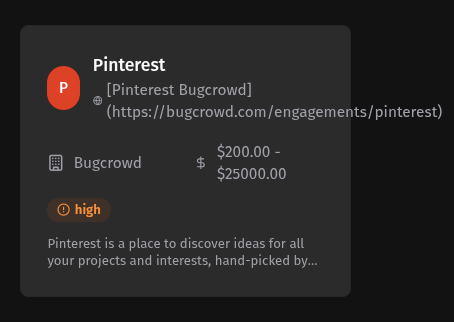 P
Pinterest
[Pinterest Bugcrowd]
(https://bugcrowd.com/engagements/pinterest)
Bugcrowd
$ $200.00 -
$25000.00
high
Pinterest is a place to discover ideas for all
your projects and interests, hand-picked by...